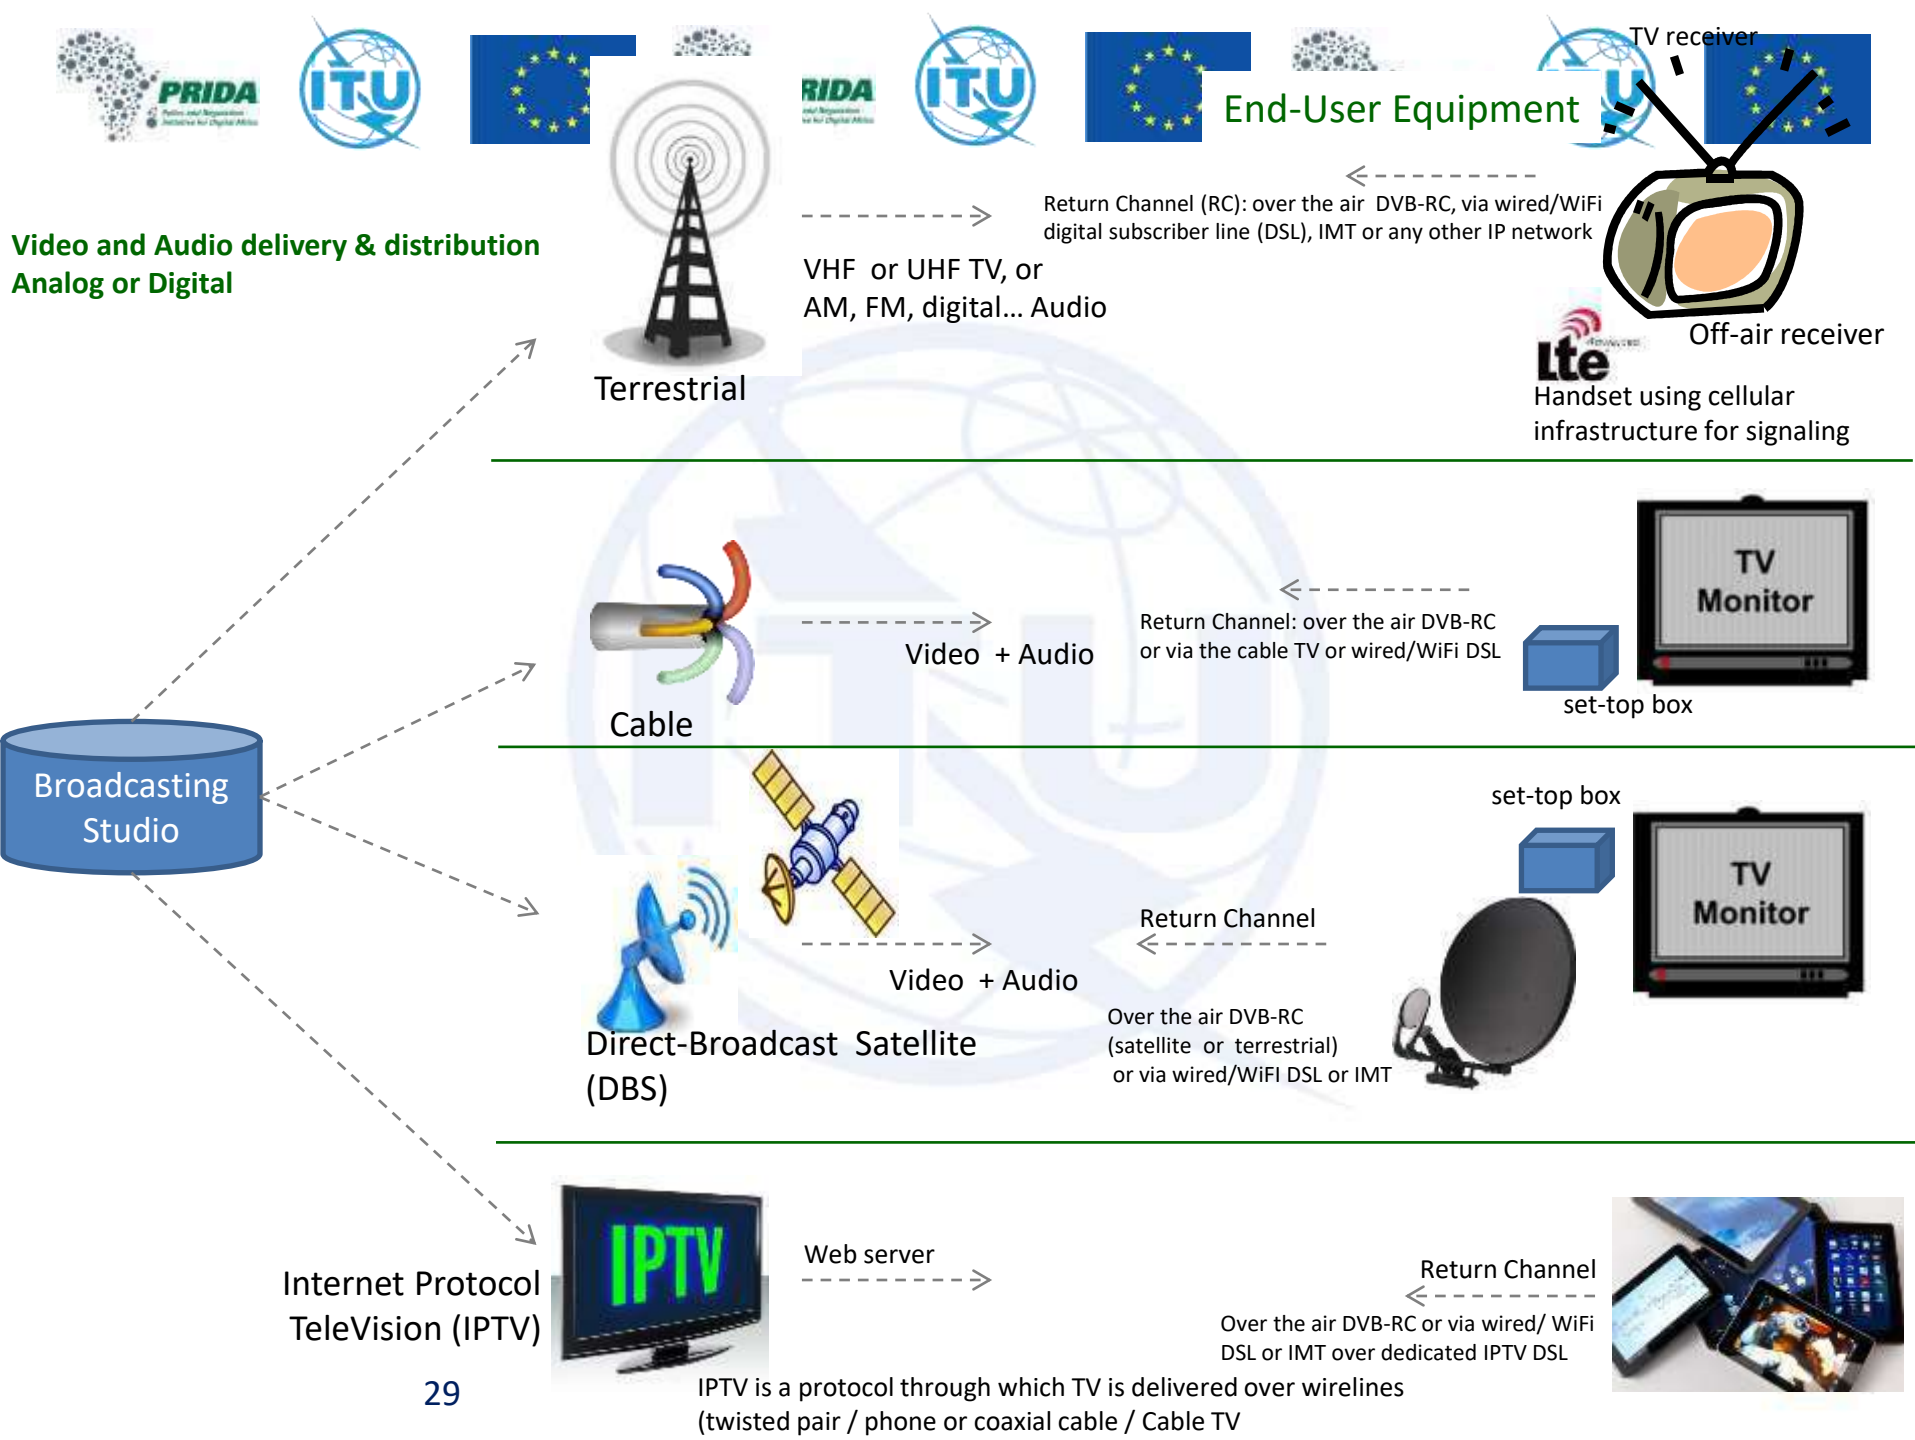 PRIDA
Policy and Regulation
Initiative for Digital Africa
ITU
RIDA
ITU
TV receiver
End-User Equipment
Return Channel (RC): over the air DVB-RC, via wired/WiFi
digital subscriber line (DSL), IMT or any other IP network
Video and Audio delivery & distribution
Analog or Digital
VHF or UHF TV, or
AM, FM, digital... Audio
Off-air receiver
Lte
Terrestrial
Handset using cellular
infrastructure for signaling
TV
Monitor
Return Channel: over the air DVB-RC
or via the cable TV or wired/WiFi DSL
Video + Audio
set-top box
Cable
Broadcasting
Studio
set-top box
TV
Monitor
Return Channel
Video + Audio
Over the air DVB-RC
(satellite or terrestrial)
or via wired/WiFI DSL or IMT
Direct-Broadcast Satellite
(DBS)
IPTV
Web server
Return Channel
Internet Protocol
TeleVision (IPTV)
Over the air DVB-RC or via wired/ WiFi
DSL or IMT over dedicated IPTV DSL
29
IPTV is a protocol through which TV is delivered over wirelines
(twisted pair / phone or coaxial cable / Cable TV